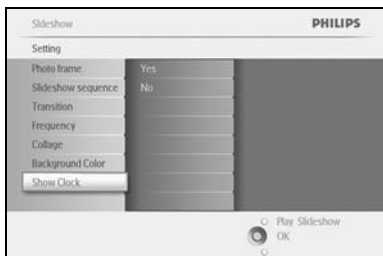 Slideshow PHILIPS
Setting
Photo frame Yes
Slideshow sequence No
Transition
Frequency
Collage
Background Color
Show Clock
Play Slideshow
OK